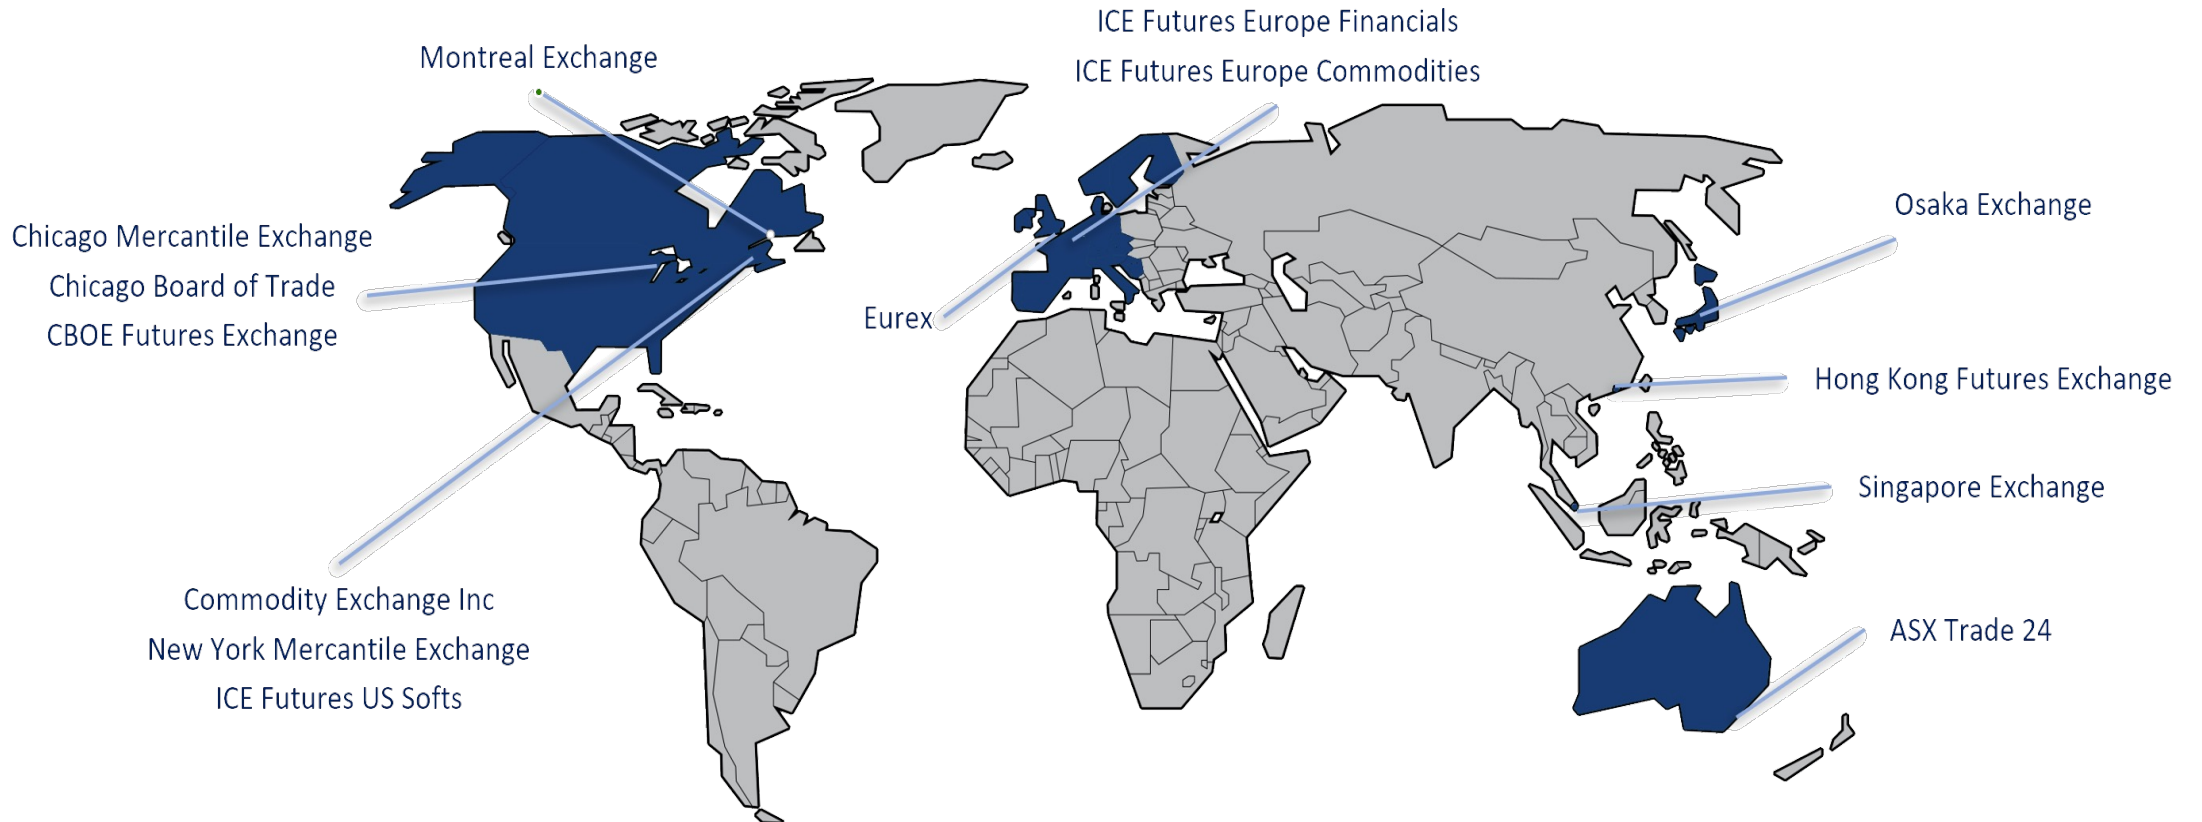 ICE Futures Europe Financials
ICE Futures Europe Commodities
Montreal Exchange
Osaka Exchange
Chicago Mercantile Exchange
Chicago Board of Trade
CBOE Futures Exchange
Eurex
Hong Kong Futures Exchange
Singapore Exchange
Commodity Exchange Inc
New York Mercantile Exchange
ICE Futures US Softs
ASX Trade 24